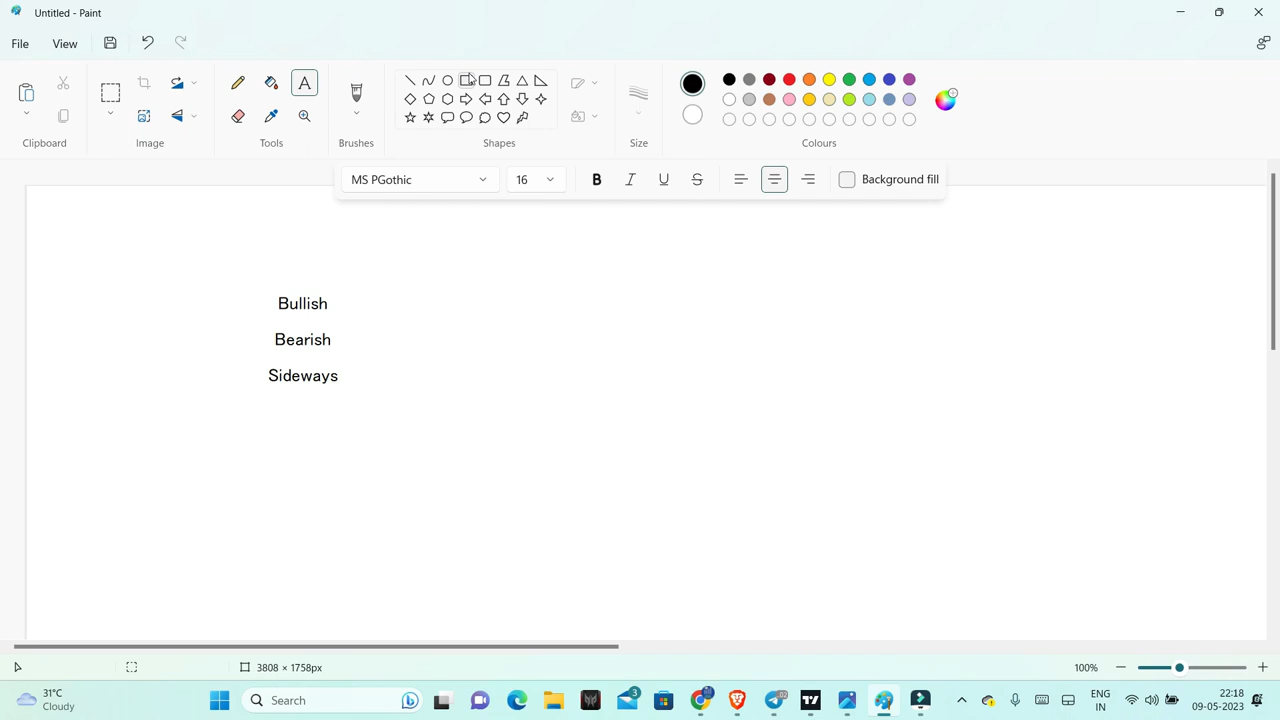 Untitled - Paint
File View
A
Clipboard Image Tools Brushes Shapes Size Colours
MS PGothic 16 B I U S Background fill
Bullish
Bearish
Sideways
3808 × 1758px 100%
31°C
Cloudy
Search
3
ENG
IN
22:18
09-05-2023